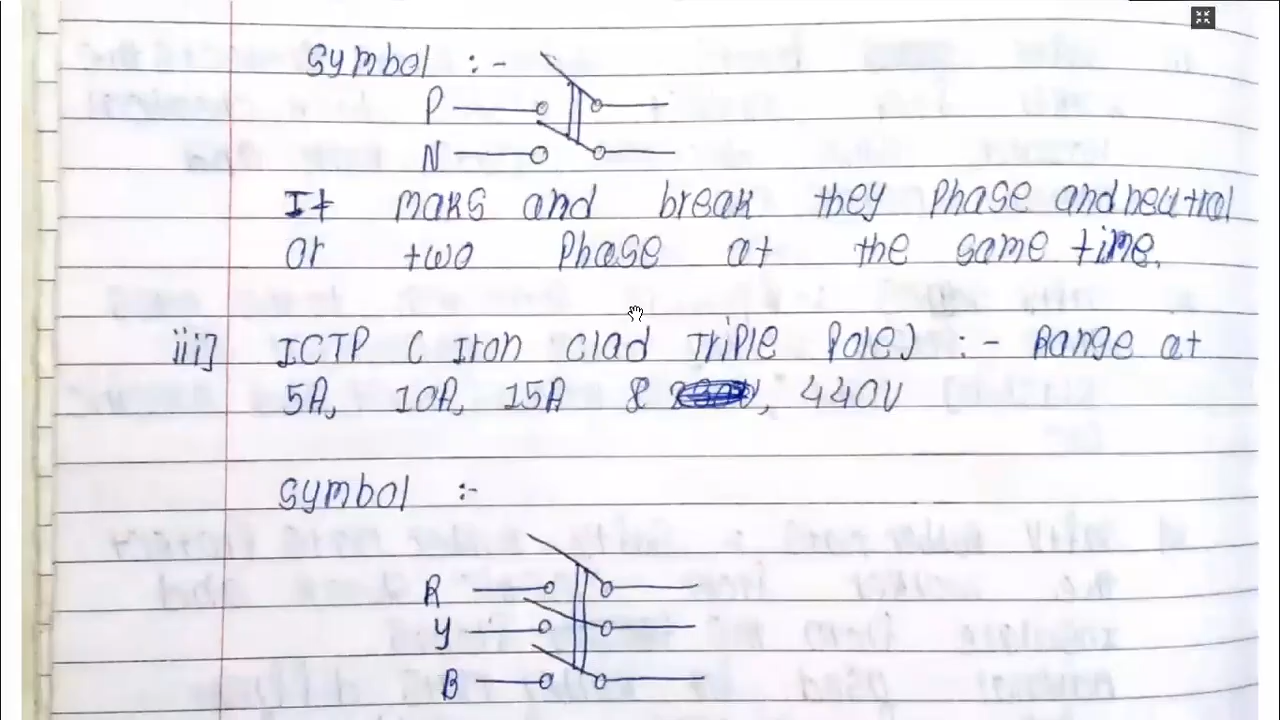 Symbol :-
P
N
It maks and break they Phase and neutral
or two Phase at the same time.
iii] ICTP ( Iron Clad Triple Pole) :- Range at
5A, 10A, 15A & , 440V
Symbol :-
R
Y
B